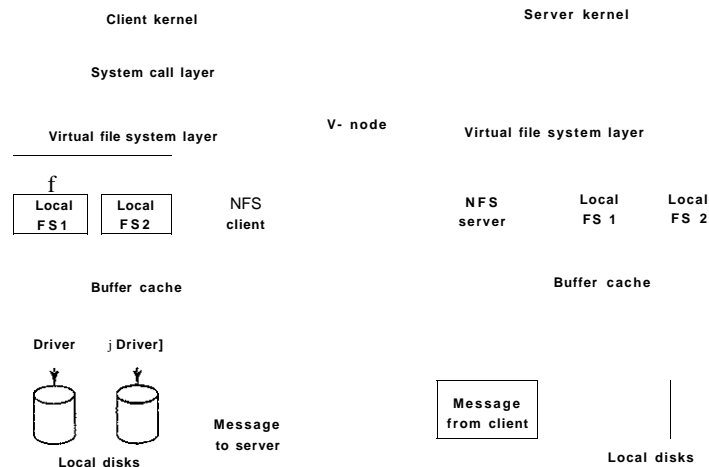 Client kernel
Server kernel
System call layer
V- node
Virtual file system layer
Virtual file system layer
f
Local
FS1
Local
FS2
NFS
client
NFS
server
Local
FS 1
Local
FS 2
Buffer cache
Buffer cache
Driver
j Driver]
Message
to server
Message
from client
Local disks
Local disks